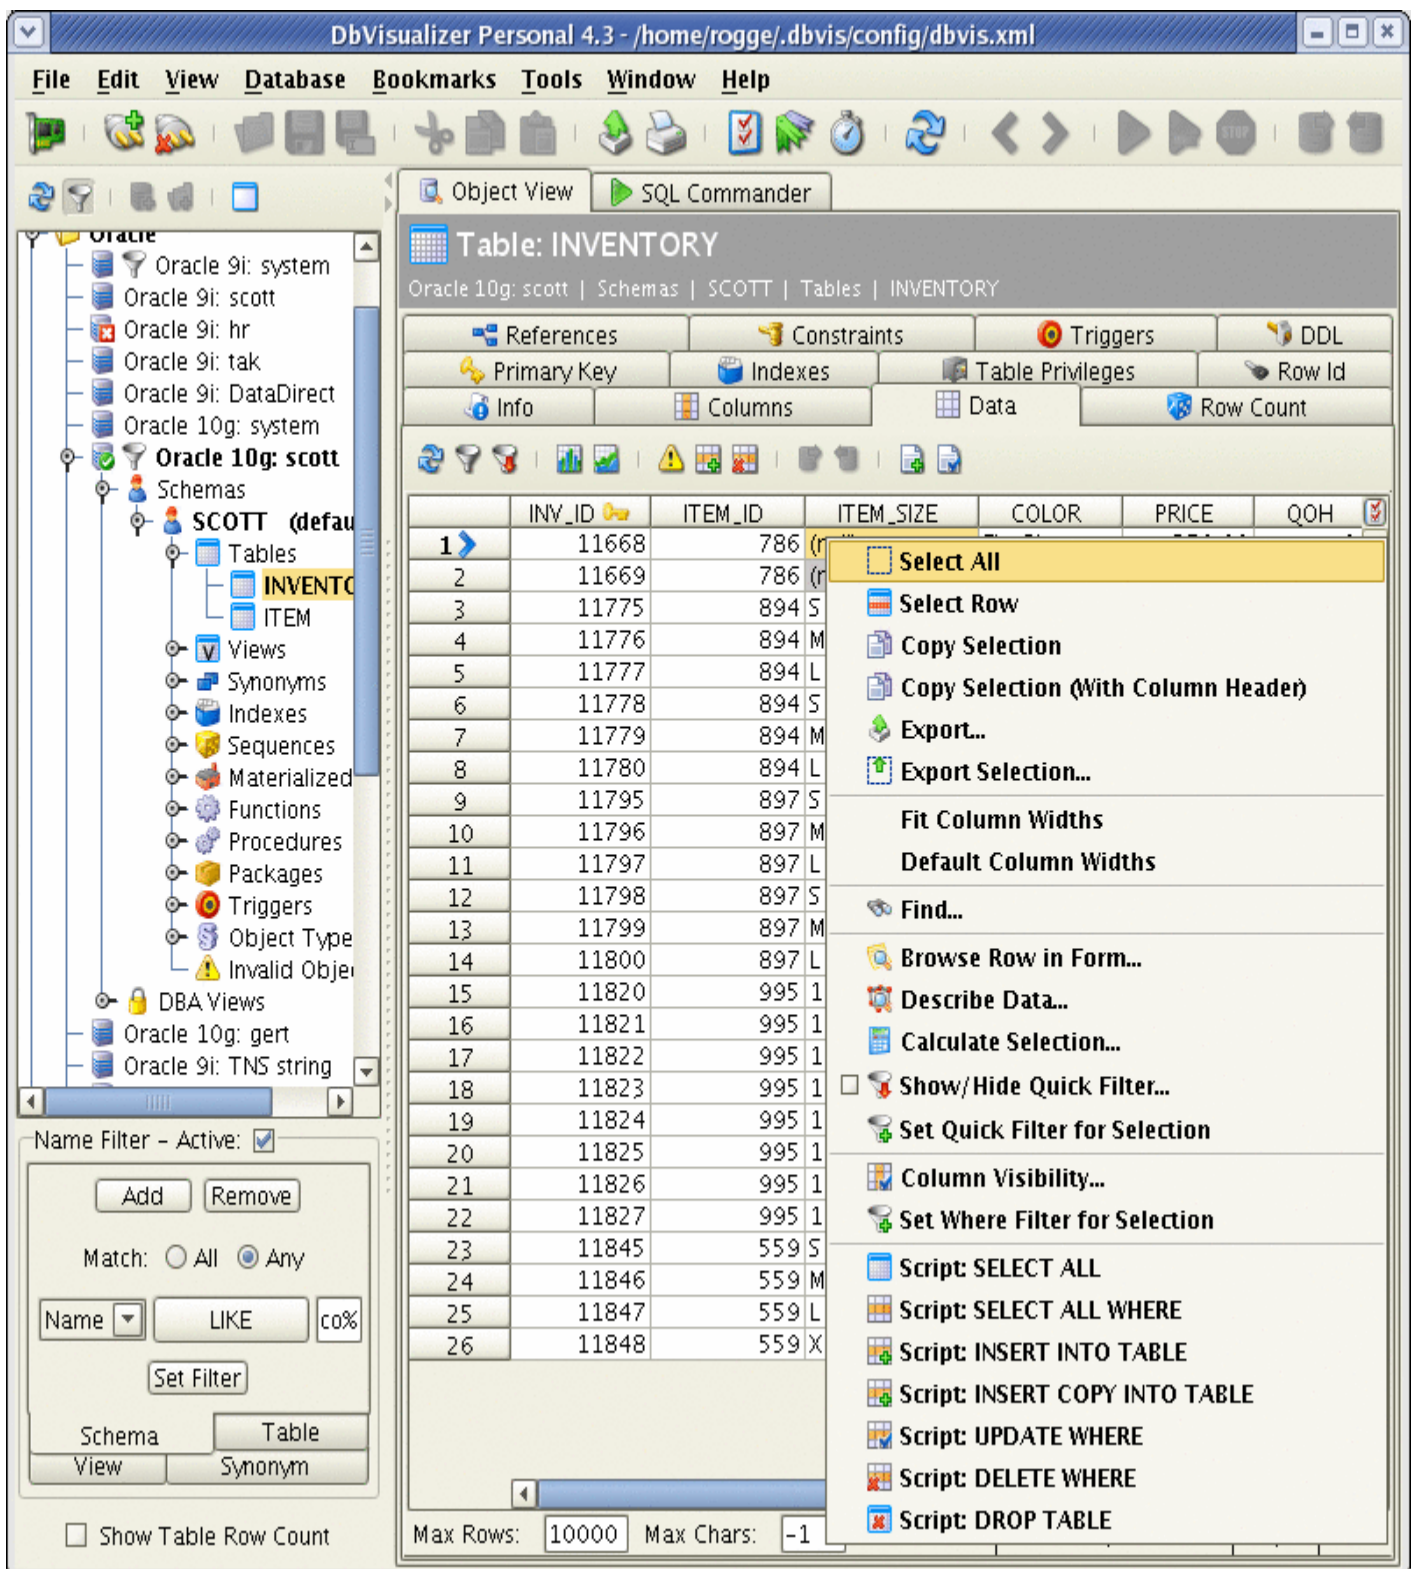 DbVisualizer Personal 4.3 - /home/rogge/.dbvis/config/dbvis.xml
File Edit View Database Bookmarks Tools Window Help
STOP
Object View SQL Commander
Oracle
Oracle 9i: system
Oracle 9i: scott
Oracle 9i: hr
Oracle 9i: tak
Oracle 9i: DataDirect
Oracle 10g: system
Oracle 10g: scott
Schemas
SCOTT (defau
Tables
INVENTO
ITEM
Views
Synonyms
Indexes
Sequences
Materialized
Functions
Procedures
Packages
Triggers
Object Type
Invalid Obje
DBA Views
Oracle 10g: gert
Oracle 9i: TNS string
Name Filter - Active:
Add Remove
Match: All Any
Name LIKE co%
Set Filter
Schema Table
View Synonym
Show Table Row Count
Table: INVENTORY
Oracle 10g: scott | Schemas | SCOTT | Tables | INVENTORY
References Constraints Triggers DDL
Primary Key Indexes Table Privileges Row Id
Info Columns Data Row Count
INV_ID ITEM_ID ITEM_SIZE COLOR PRICE QOH
1 11668 786
2 11669 786
3 11775 894 S
4 11776 894 M
5 11777 894 L
6 11778 894 S
7 11779 894 M
8 11780 894 L
9 11795 897 S
10 11796 897 M
11 11797 897 L
12 11798 897 S
13 11799 897 M
14 11800 897 L
15 11820 995 1
16 11821 995 1
17 11822 995 1
18 11823 995 1
19 11824 995 1
20 11825 995 1
21 11826 995 1
22 11827 995 1
23 11845 559 S
24 11846 559 M
25 11847 559 L
26 11848 559 X
Max Rows: 10000 Max Chars: -1
Select All
Select Row
Copy Selection
Copy Selection (With Column Header)
Export...
Export Selection...
Fit Column Widths
Default Column Widths
Find...
Browse Row in Form...
Describe Data...
Calculate Selection...
Show/Hide Quick Filter...
Set Quick Filter for Selection
Column Visibility...
Set Where Filter for Selection
Script: SELECT ALL
Script: SELECT ALL WHERE
Script: INSERT INTO TABLE
Script: INSERT COPY INTO TABLE
Script: UPDATE WHERE
Script: DELETE WHERE
Script: DROP TABLE